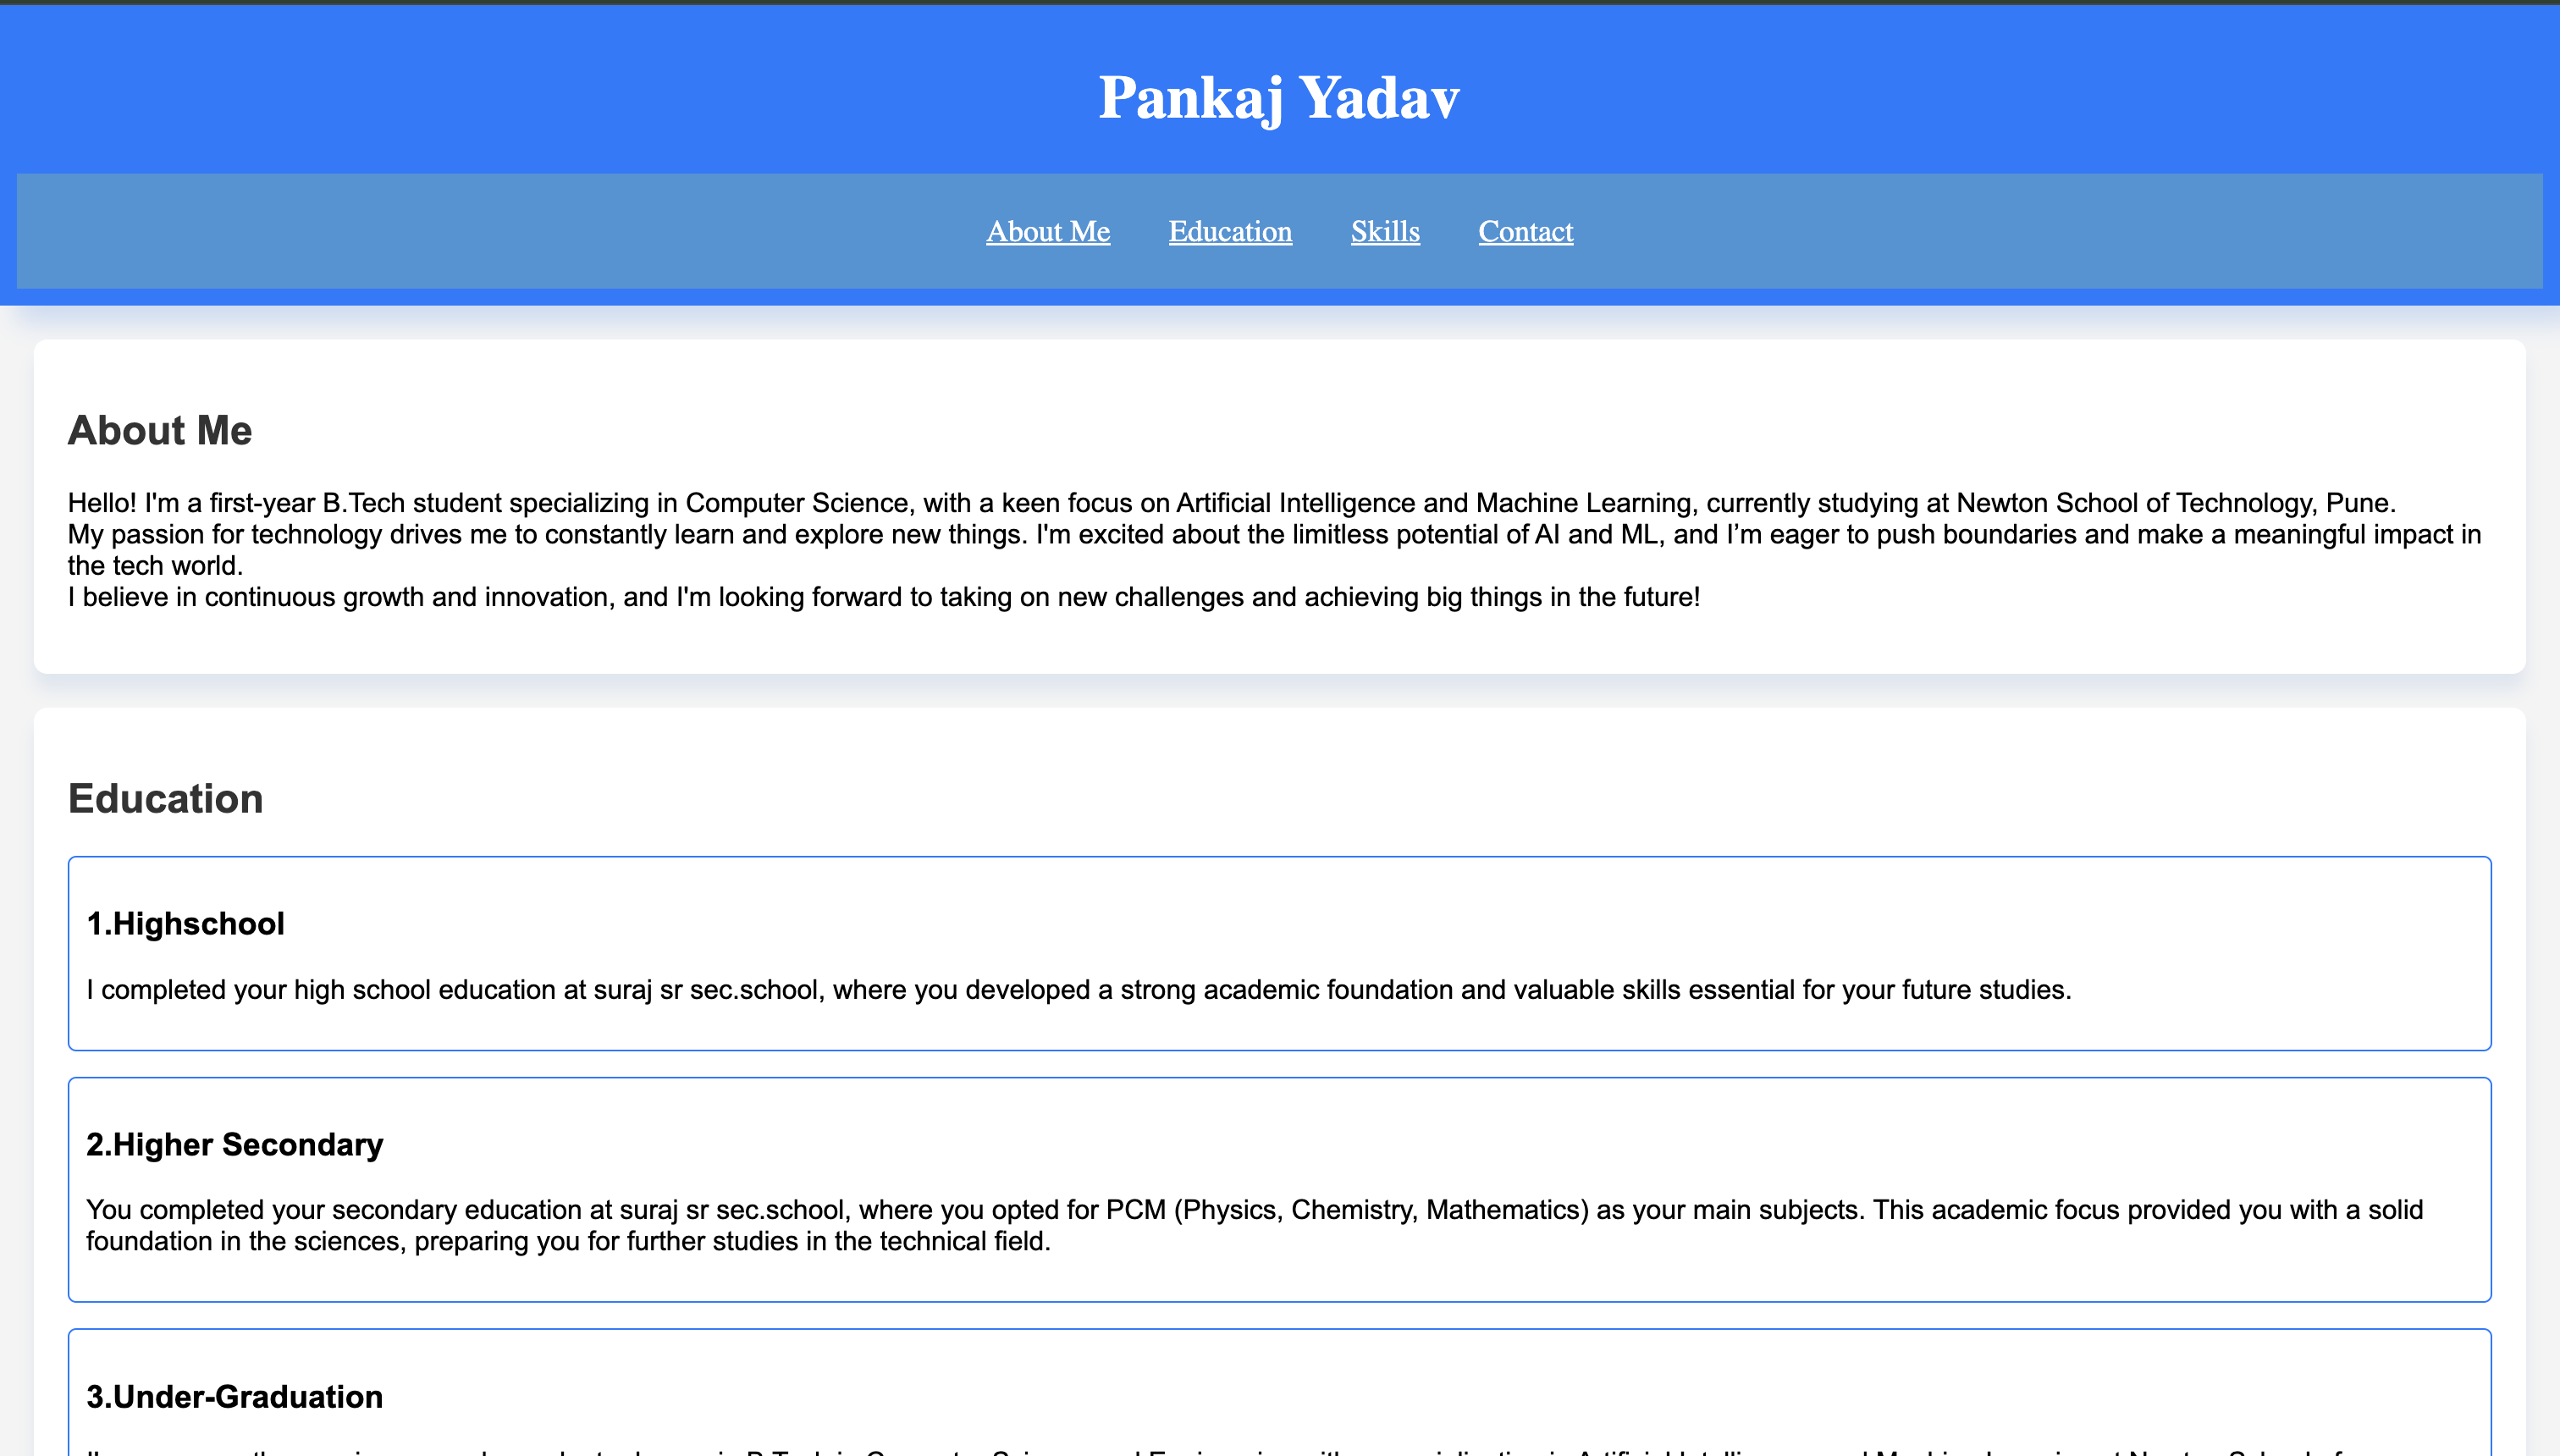 Pankaj Yadav
About Me Education Skills Contact
About Me
Hello! I'm a first-year B.Tech student specializing in Computer Science, with a keen focus on Artificial Intelligence and Machine Learning, currently studying at Newton School of Technology, Pune.
My passion for technology drives me to constantly learn and explore new things. I'm excited about the limitless potential of AI and ML, and I’m eager to push boundaries and make a meaningful impact in
the tech world.
I believe in continuous growth and innovation, and I'm looking forward to taking on new challenges and achieving big things in the future!
Education
1.Highschool
I completed your high school education at suraj sr sec.school, where you developed a strong academic foundation and valuable skills essential for your future studies.
2.Higher Secondary
You completed your secondary education at suraj sr sec.school, where you opted for PCM (Physics, Chemistry, Mathematics) as your main subjects. This academic focus provided you with a solid
foundation in the sciences, preparing you for further studies in the technical field.
3.Under-Graduation